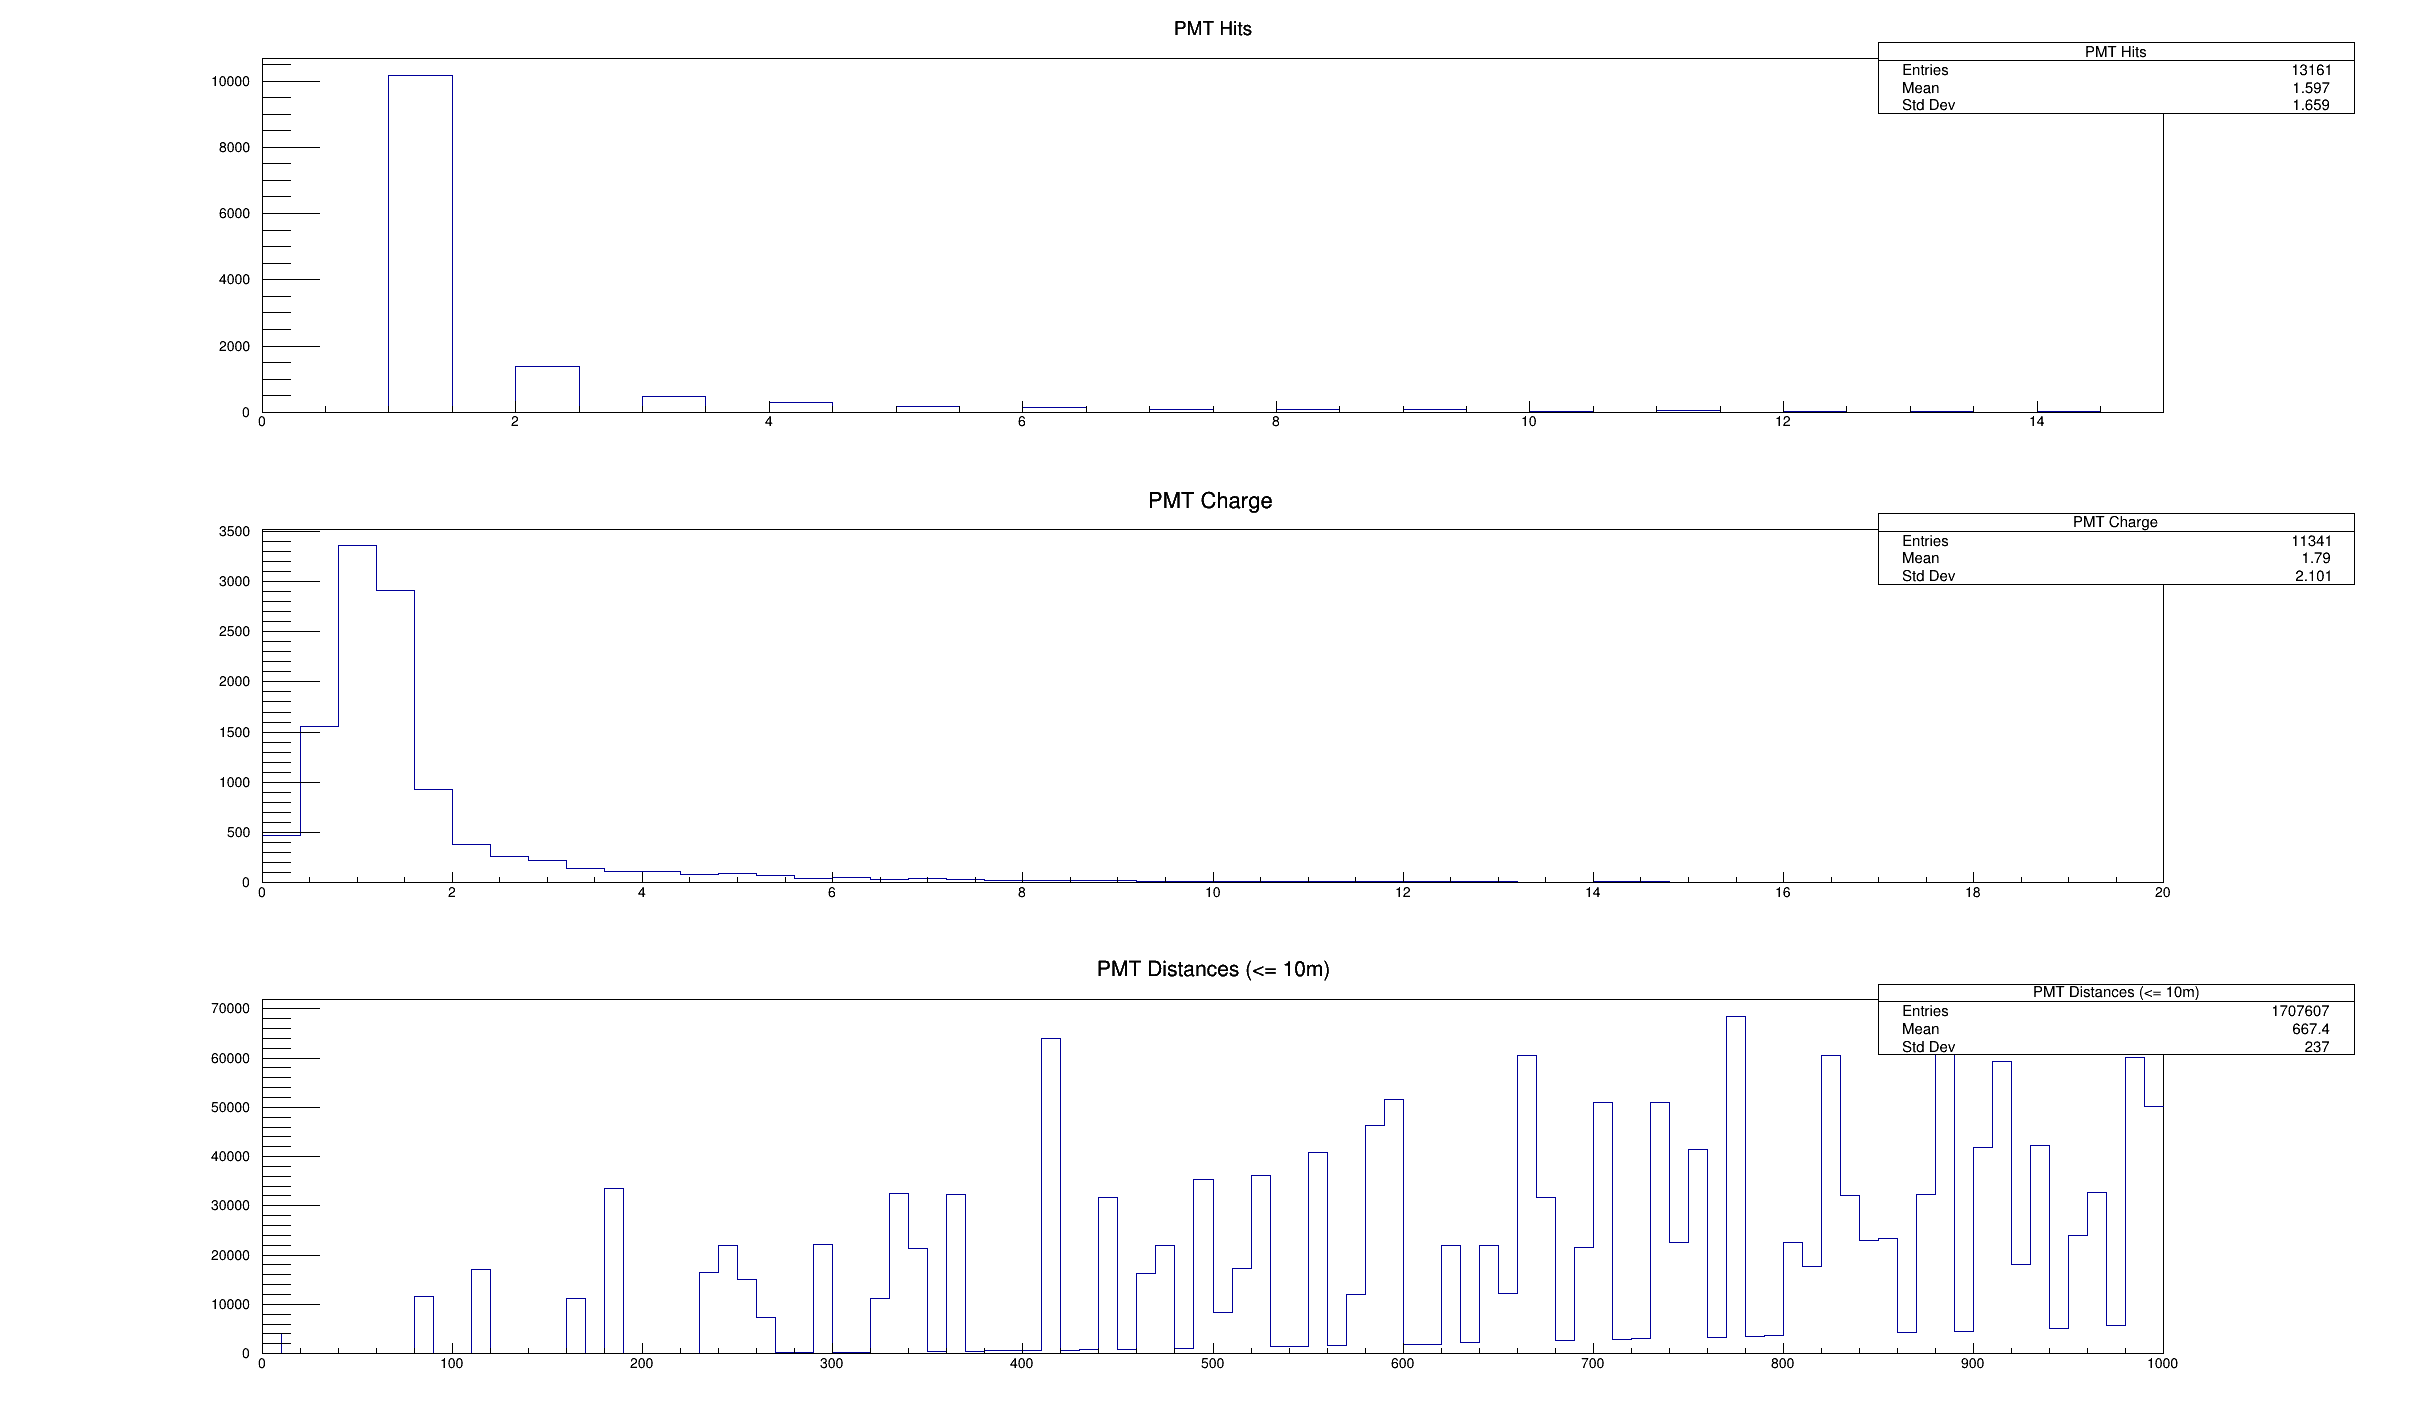 PMT Hits
PMT Hits
Entries 13161
Mean 1.597
Std Dev 1.659
10000
8000
6000
4000
2000
0
0 2 4 6 8 10 12 14
PMT Charge
PMT Charge
Entries 11341
Mean 1.79
Std Dev 2.101
3500
3000
2500
2000
1500
1000
500
0
0 2 4 6 8 10 12 14 16 18 20
PMT Distances (<= 10m)
PMT Distances (<= 10m)
Entries 1707607
Mean 667.4
Std Dev 237
70000
60000
50000
40000
30000
20000
10000
0
0 100 200 300 400 500 600 700 800 900 1000